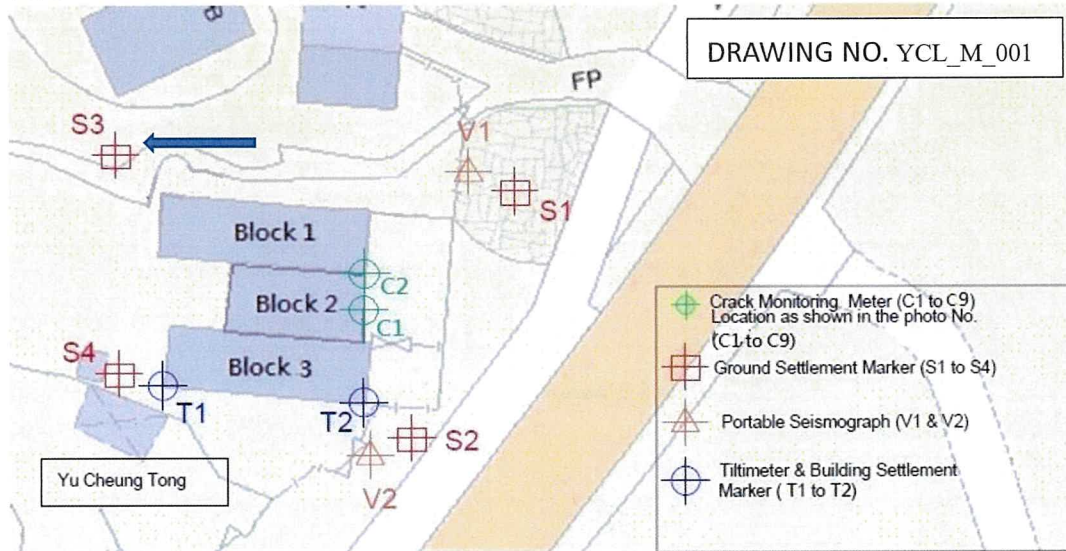 DRAWING NO. YCL_M_001
FP
S3
V1
S1
Block 1
C2
Block 2
C1
Block 3
S4
T1
T2
S2
V2
Yu Cheung Tong
Crack Monitoring Meter (C1 to C9)
Location as shown in the photo No.
(C1 to C9)
Ground Settlement Marker (S1 to S4)
Portable Seismograph (V1 & V2)
Tiltimeter & Building Settlement
Marker ( T1 to T2)